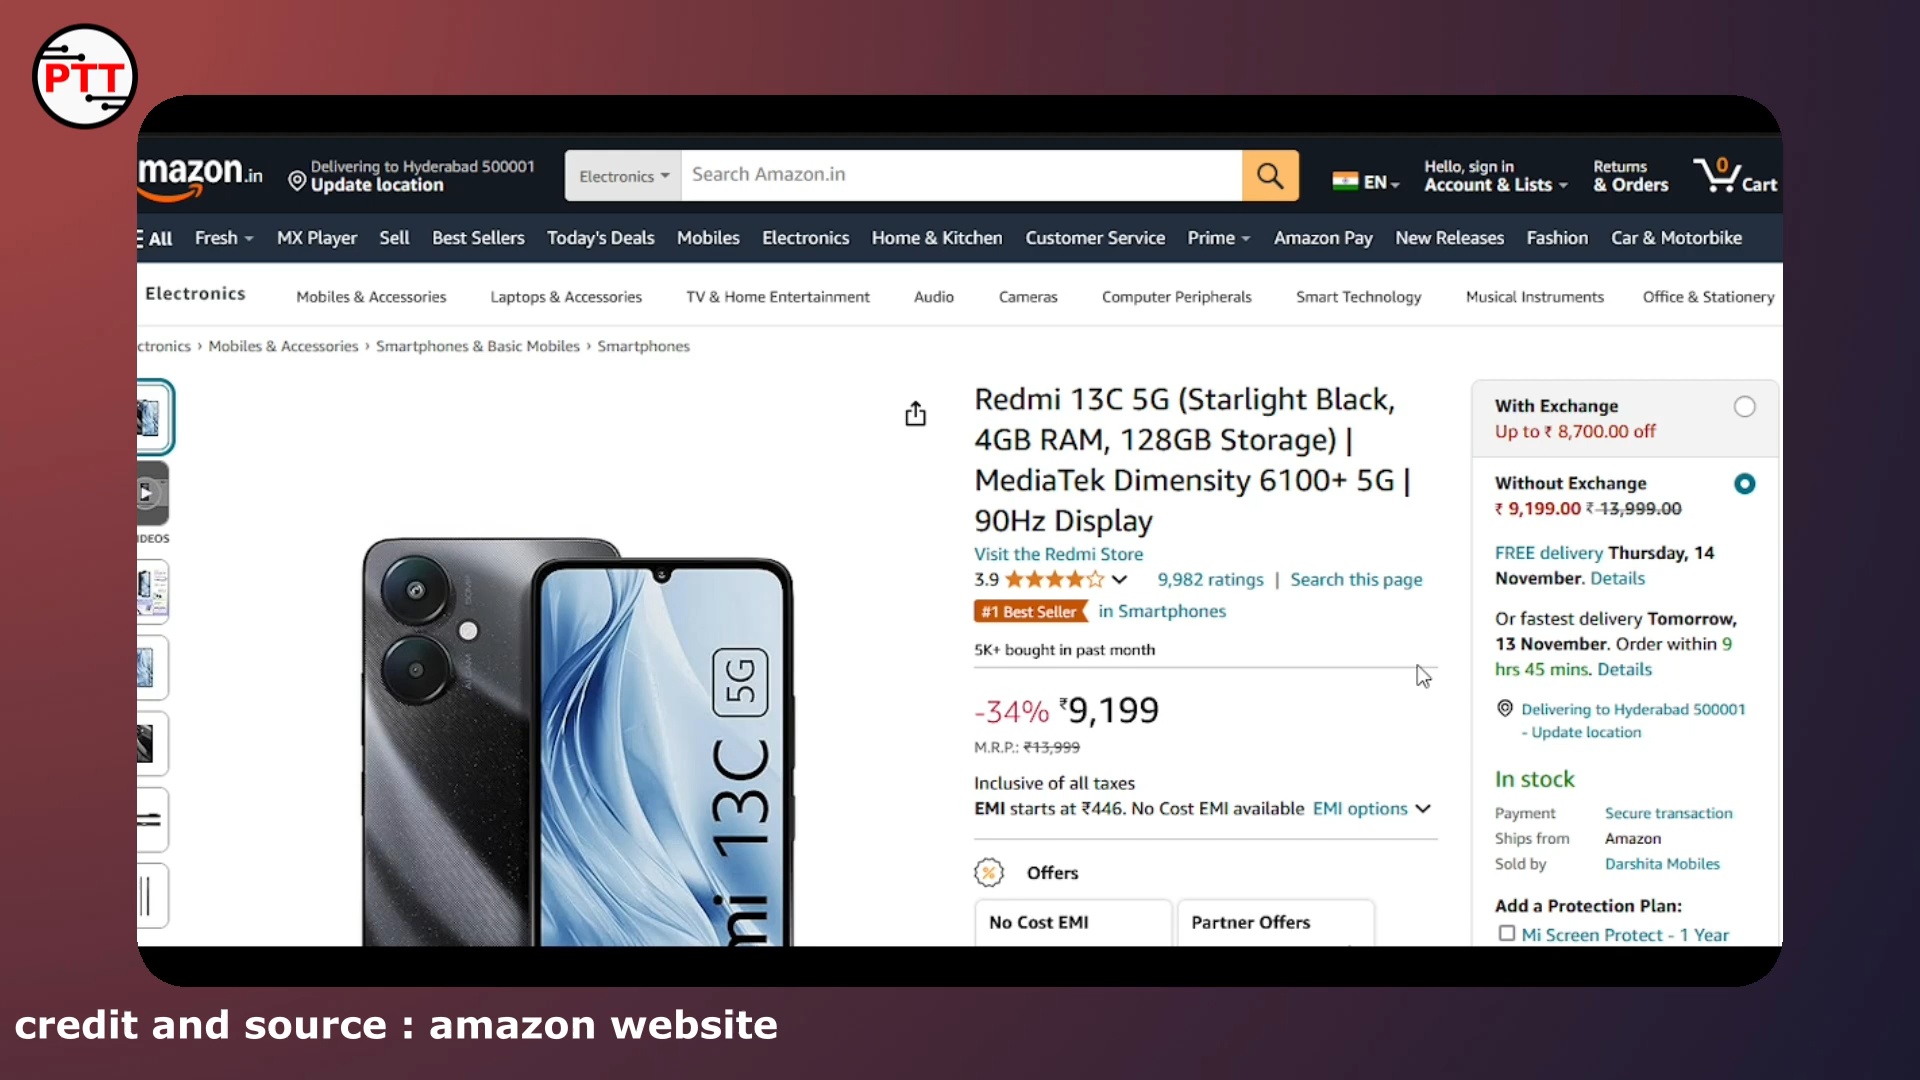 PTT
mazon.in
Delivering to Hyderabad 500001
Update location
Electronics
Search Amazon.in
EN
Hello, sign in
Account & Lists
Returns
& Orders
0
Cart
All
Fresh
MX Player
Sell
Best Sellers
Today's Deals
Mobiles
Electronics
Home & Kitchen
Customer Service
Prime
Amazon Pay
New Releases
Fashion
Car & Motorbike
Electronics
Mobiles & Accessories
Laptops & Accessories
TV & Home Entertainment
Audio
Cameras
Computer Peripherals
Smart Technology
Musical Instruments
Office & Stationery
ctronics › Mobiles & Accessories › Smartphones & Basic Mobiles › Smartphones
IDEOS
5G
mi 13C
Redmi 13C 5G (Starlight Black,
4GB RAM, 128GB Storage) |
MediaTek Dimensity 6100+ 5G |
90Hz Display
Visit the Redmi Store
3.9
9,982 ratings | Search this page
#1 Best Seller in Smartphones
5K+ bought in past month
-34% ₹9,199
M.R.P.: ₹13,999
Inclusive of all taxes
EMI starts at ₹446. No Cost EMI available EMI options
% Offers
No Cost EMI
Partner Offers
With Exchange
Up to ₹ 8,700.00 off
Without Exchange
₹ 9,199.00 ₹ 13,999.00
FREE delivery Thursday, 14
November. Details
Or fastest delivery Tomorrow,
13 November. Order within 9
hrs 45 mins. Details
Delivering to Hyderabad 500001
- Update location
In stock
Payment Secure transaction
Ships from Amazon
Sold by Darshita Mobiles
Add a Protection Plan:
Mi Screen Protect - 1 Year
credit and source : amazon website